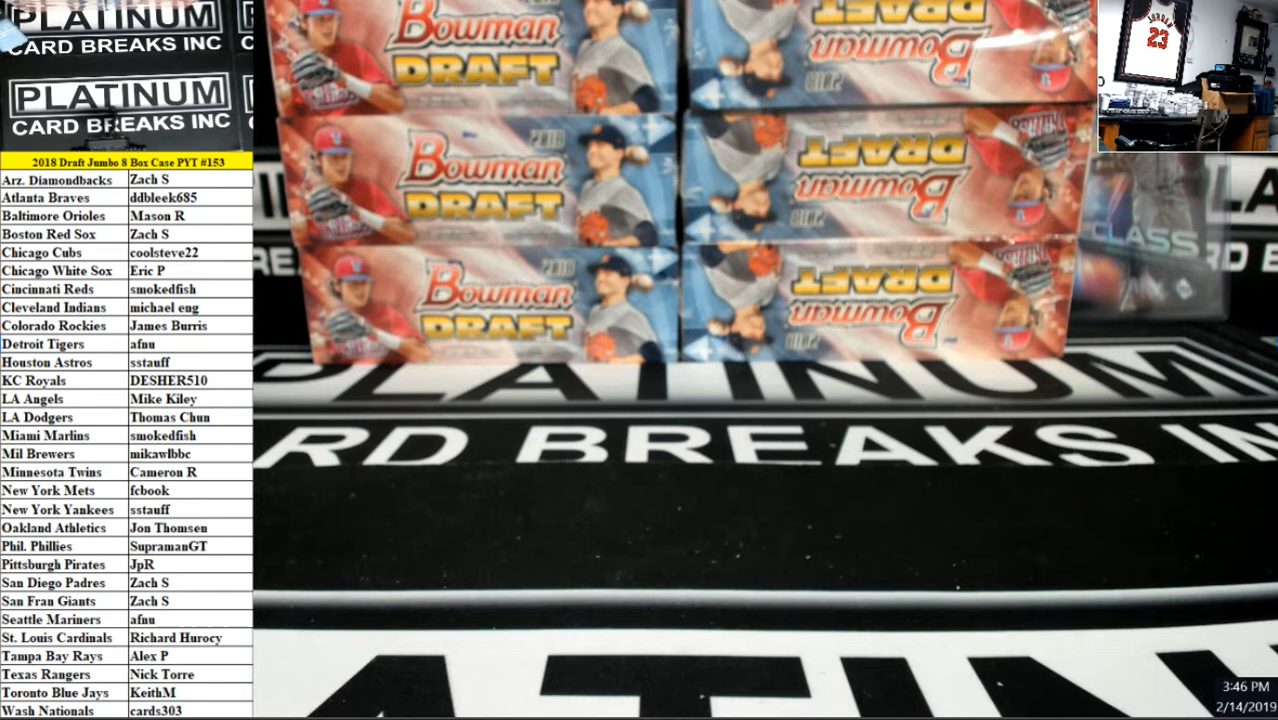 PLATINUM
CARD BREAKS INC
PLATINUM
CARD BREAKS INC
2018 Draft Jumbo 8 Box Case PYT #153
Arz. Diamondbacks Zach S
Atlanta Braves ddbleek685
Baltimore Orioles Mason R
Boston Red Sox Zach S
Chicago Cubs coolsteve22
Chicago White Sox Eric P
Cincinnati Reds smokedfish
Cleveland Indians michael eng
Colorado Rockies James Burris
Detroit Tigers afnu
Houston Astros sstauff
KC Royals DESHER510
LA Angels Mike Kiley
LA Dodgers Thomas Chun
Miami Marlins smokedfish
Mil Brewers mikawlbbc
Minnesota Twins Cameron R
New York Mets fcbook
New York Yankees sstauff
Oakland Athletics Jon Thomsen
Phil. Phillies SupramanGT
Pittsburgh Pirates JpR
San Diego Padres Zach S
San Fran Giants Zach S
Seattle Mariners afnu
St. Louis Cardinals Richard Hurocy
Tampa Bay Rays Alex P
Texas Rangers Nick Torre
Toronto Blue Jays KeithM
Wash Nationals cards303
Bowman
DRAFT
Bowman
DRAFT
2018
2018
Bowman
DRAFT
2018
Bowman
DRAFT
Phillies
2018
2018
Bowman
DRAFT
Bowman
DRAFT
Phillies
2018
CLASS
RD B
PLATINUM
RD BREAKS IN
JORDAN
23
3:46 PM
2/14/2019